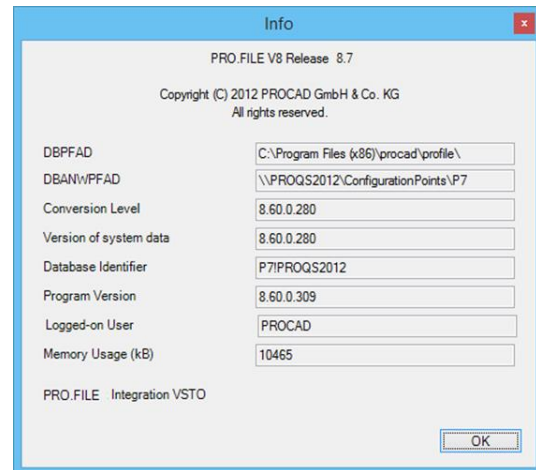 Info
x
PRO.FILE V8 Release 8.7
Copyright (C) 2012 PROCAD GmbH & Co. KG
All rights reserved.
DBPFAD C:\Program Files (x86)\procad\profile\
DBANWPFAD \\PROQS2012\ConfigurationPoints\P7
Conversion Level 8.60.0.280
Version of system data 8.60.0.280
Database Identifier P7!PROQS2012
Program Version 8.60.0.309
Logged-on User PROCAD
Memory Usage (kB) 10465
PRO.FILE Integration VSTO
OK